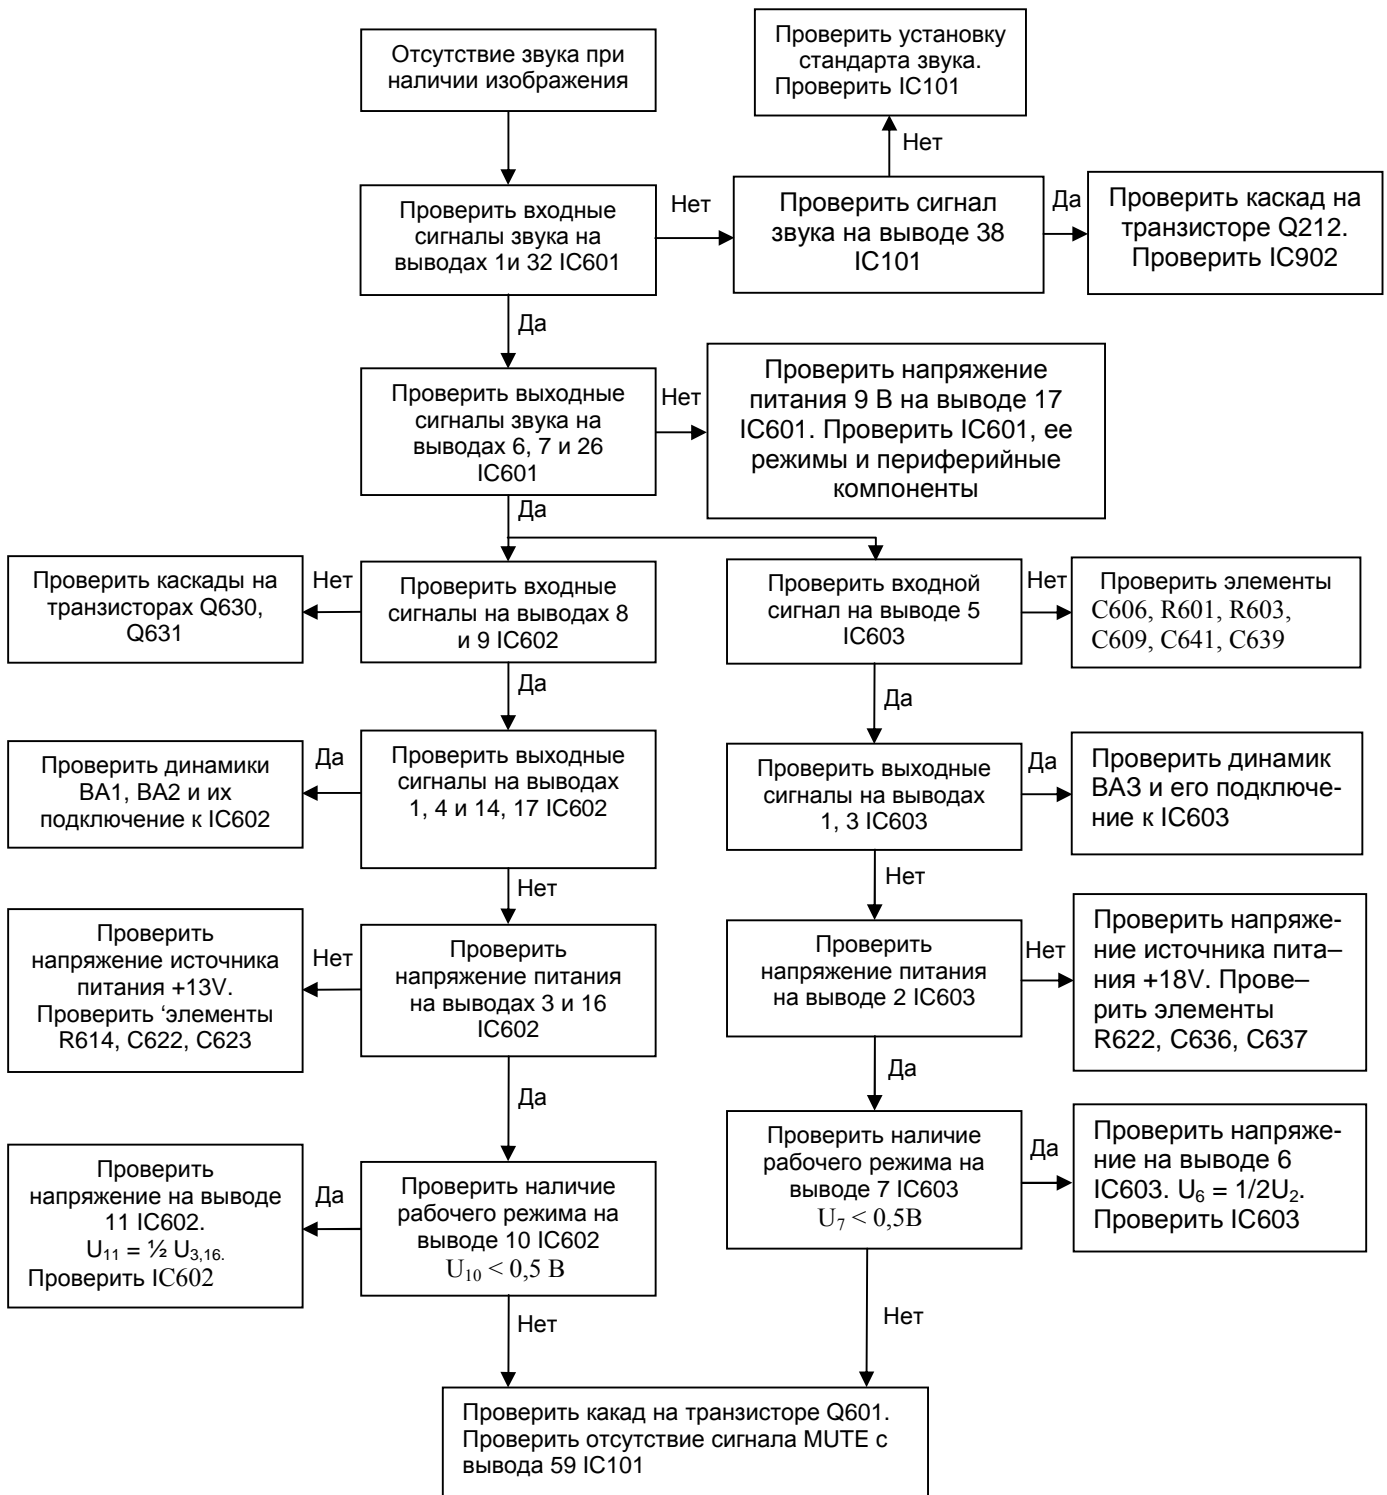 Отсутствие звука при
наличии изображения
Проверить установку
стандарта звука.
Проверить IC101
Нет
Проверить входные
сигналы звука на
выводах 1и 32 IC601
Нет
Проверить сигнал
звука на выводе 38
IC101
Да
Проверить каскад на
транзисторе Q212.
Проверить IC902
Да
Проверить выходные
сигналы звука на
выводах 6, 7 и 26
IC601
Нет
Проверить напряжение
питания 9 В на выводе 17
IC601. Проверить IC601, ее
режимы и периферийные
компоненты
Да
Проверить каскады на
транзисторах Q630,
Q631
Нет
Проверить входные
сигналы на выводах 8
и 9 IC602
Проверить входной
сигнал на выводе 5
IC603
Нет
Проверить элементы
C606, R601, R603,
C609, C641, C639
Да
Да
Проверить динамики
BA1, BA2 и их
подключение к IC602
Да
Проверить выходные
сигналы на выводах
1, 4 и 14, 17 IC602
Проверить выходные
сигналы на выводах
1, 3 IC603
Да
Проверить динамик
ВАЗ и его подключе-
ние к IC603
Нет
Нет
Проверить
напряжение источника
питания +13V.
Проверить ‘элементы
R614, C622, C623
Нет
Проверить
напряжение питания
на выводах 3 и 16
IC602
Проверить
напряжение питания
на выводе 2 IC603
Нет
Проверить напряже-
ние источника пита–
ния +18V. Прове–
рить элементы
R622, C636, C637
Да
Да
Проверить
напряжение на выводе
11 IC602.
U₁₁ = ½ U₃,₁₆.
Проверить IC602
Да
Проверить наличие
рабочего режима на
выводе 10 IC602
U₁₀ < 0,5 В
Проверить наличие
рабочего режима на
выводе 7 IC603
U₇ < 0,5В
Да
Проверить напряже-
ние на выводе 6
IC603. U₆ = 1/2U₂.
Проверить IC603
Нет
Нет
Проверить какад на транзисторе Q601.
Проверить отсутствие сигнала MUTE с
вывода 59 IC101